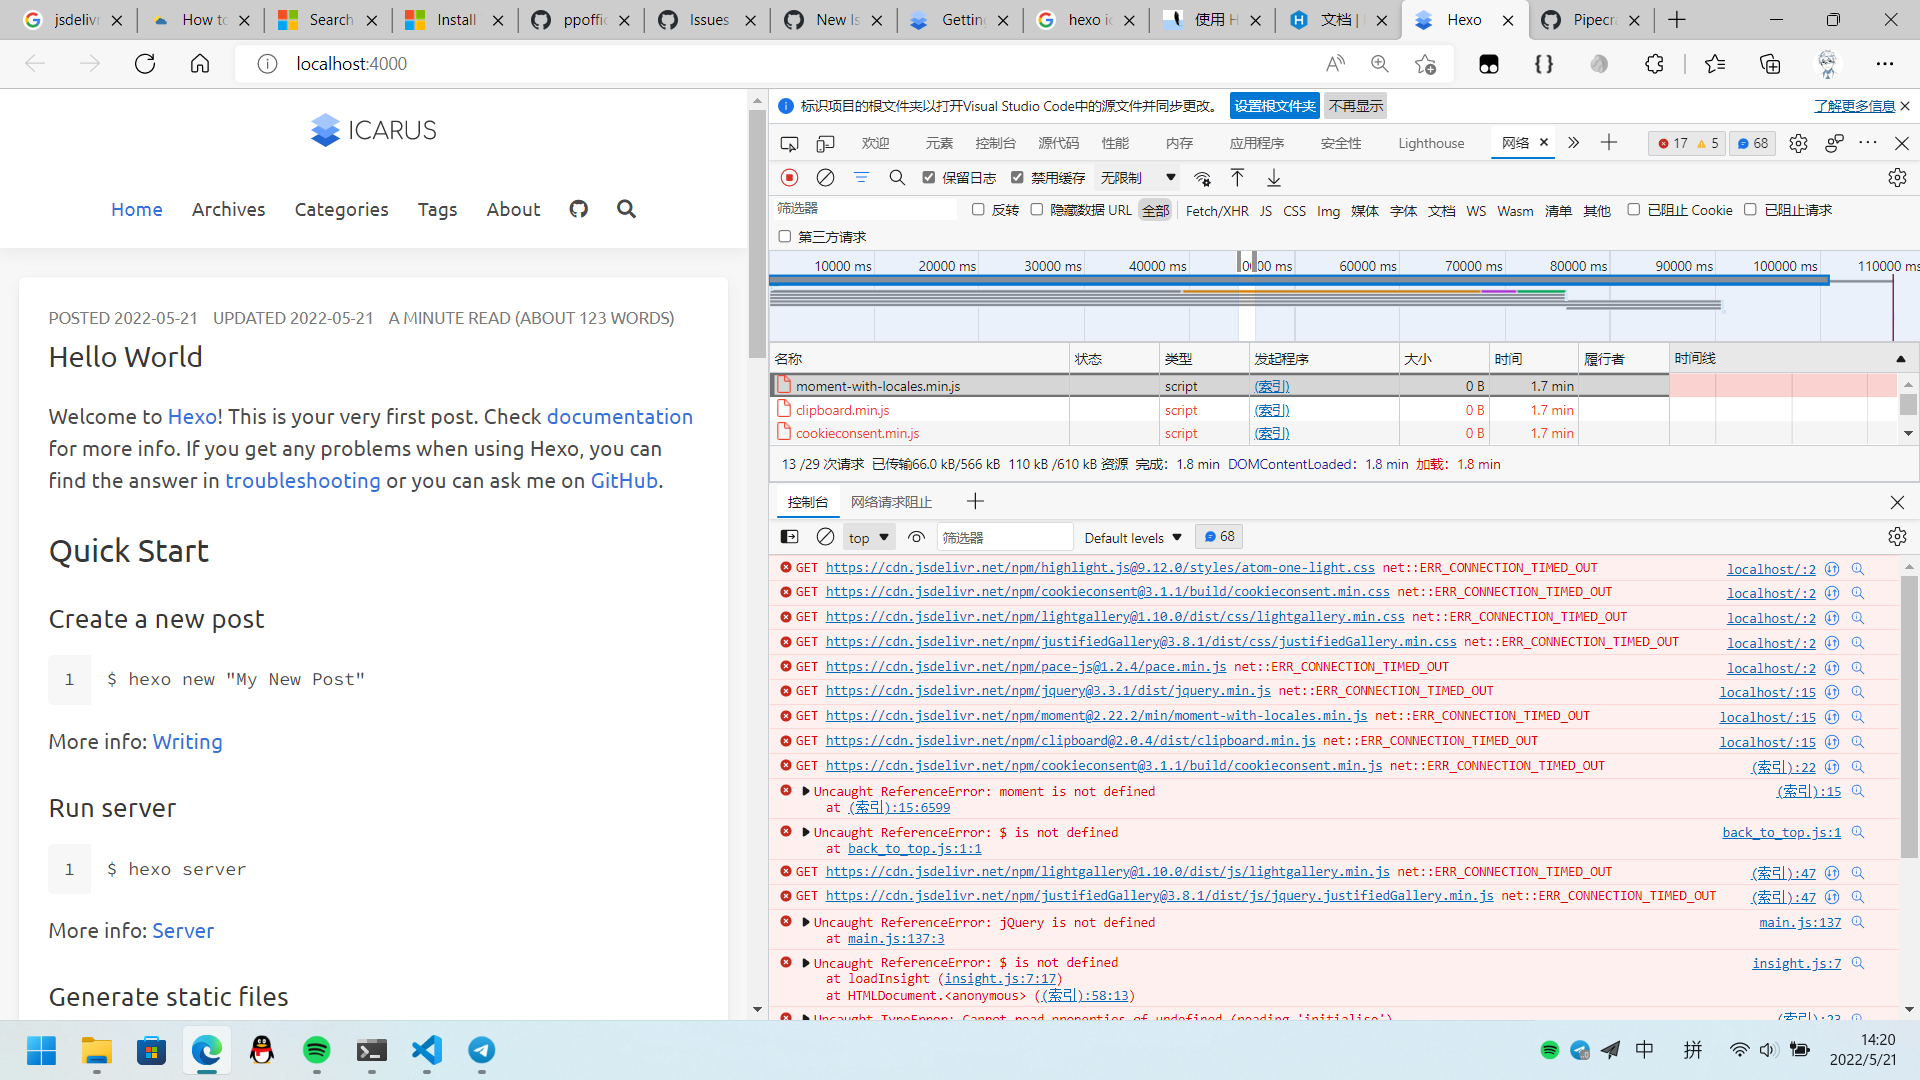 jsdeliv
How to
Search
Install
ppoffic
Issues
New Is
Getting
hexo ic
使用 H
文档 |
Hexo
Pipecra
localhost:4000
ICARUS
Home Archives Categories Tags About
POSTED 2022-05-21 UPDATED 2022-05-21 A MINUTE READ (ABOUT 123 WORDS)
Hello World
Welcome to Hexo! This is your very first post. Check documentation
for more info. If you get any problems when using Hexo, you can
find the answer in troubleshooting or you can ask me on GitHub.
Quick Start
Create a new post
1 $ hexo new "My New Post"
More info: Writing
Run server
1 $ hexo server
More info: Server
Generate static files
标识项目的根文件夹以打开Visual Studio Code中的源文件并同步更改。 设置根文件夹 不再显示 了解更多信息
欢迎 元素 控制台 源代码 性能 内存 应用程序 安全性 Lighthouse 网络 17 5 68
保留日志 禁用缓存 无限制
筛选器 反转 隐藏数据 URL 全部 Fetch/XHR JS CSS Img 媒体 字体 文档 WS Wasm 清单 其他 已阻止 Cookie 已阻止请求
第三方请求
10000 ms 20000 ms 30000 ms 40000 ms 0000 ms 60000 ms 70000 ms 80000 ms 90000 ms 100000 ms 110000 ms
名称 状态 类型 发起程序 大小 时间 履行者 时间线
moment-with-locales.min.js script (索引) 0 B 1.7 min
clipboard.min.js script (索引) 0 B 1.7 min
cookieconsent.min.js script (索引) 0 B 1.7 min
13 /29 次请求 已传输66.0 kB/566 kB 110 kB /610 kB 资源 完成: 1.8 min DOMContentLoaded: 1.8 min 加载: 1.8 min
控制台 网络请求阻止
top 筛选器 Default levels 68
GET https://cdn.jsdelivr.net/npm/highlight.js@9.12.0/styles/atom-one-light.css net::ERR_CONNECTION_TIMED_OUT localhost/:2
GET https://cdn.jsdelivr.net/npm/cookieconsent@3.1.1/build/cookieconsent.min.css net::ERR_CONNECTION_TIMED_OUT localhost/:2
GET https://cdn.jsdelivr.net/npm/lightgallery@1.10.0/dist/css/lightgallery.min.css net::ERR_CONNECTION_TIMED_OUT localhost/:2
GET https://cdn.jsdelivr.net/npm/justifiedGallery@3.8.1/dist/css/justifiedGallery.min.css net::ERR_CONNECTION_TIMED_OUT localhost/:2
GET https://cdn.jsdelivr.net/npm/pace-js@1.2.4/pace.min.js net::ERR_CONNECTION_TIMED_OUT localhost/:2
GET https://cdn.jsdelivr.net/npm/jquery@3.3.1/dist/jquery.min.js net::ERR_CONNECTION_TIMED_OUT localhost/:15
GET https://cdn.jsdelivr.net/npm/moment@2.22.2/min/moment-with-locales.min.js net::ERR_CONNECTION_TIMED_OUT localhost/:15
GET https://cdn.jsdelivr.net/npm/clipboard@2.0.4/dist/clipboard.min.js net::ERR_CONNECTION_TIMED_OUT localhost/:15
GET https://cdn.jsdelivr.net/npm/cookieconsent@3.1.1/build/cookieconsent.min.js net::ERR_CONNECTION_TIMED_OUT (索引):22
Uncaught ReferenceError: moment is not defined (索引):15
at (索引):15:6599
Uncaught ReferenceError: $ is not defined back_to_top.js:1
at back_to_top.js:1:1
GET https://cdn.jsdelivr.net/npm/lightgallery@1.10.0/dist/js/lightgallery.min.js net::ERR_CONNECTION_TIMED_OUT (索引):47
GET https://cdn.jsdelivr.net/npm/justifiedGallery@3.8.1/dist/js/jquery.justifiedGallery.min.js net::ERR_CONNECTION_TIMED_OUT (索引):47
Uncaught ReferenceError: jQuery is not defined main.js:137
at main.js:137:3
Uncaught ReferenceError: $ is not defined insight.js:7
at loadInsight (insight.js:7:17)
at HTMLDocument.<anonymous> ((索引):58:13)
Uncaught TypeError: Cannot read properties of undefined (reading 'initialise') (索引):23
中 拼 14:20
2022/5/21